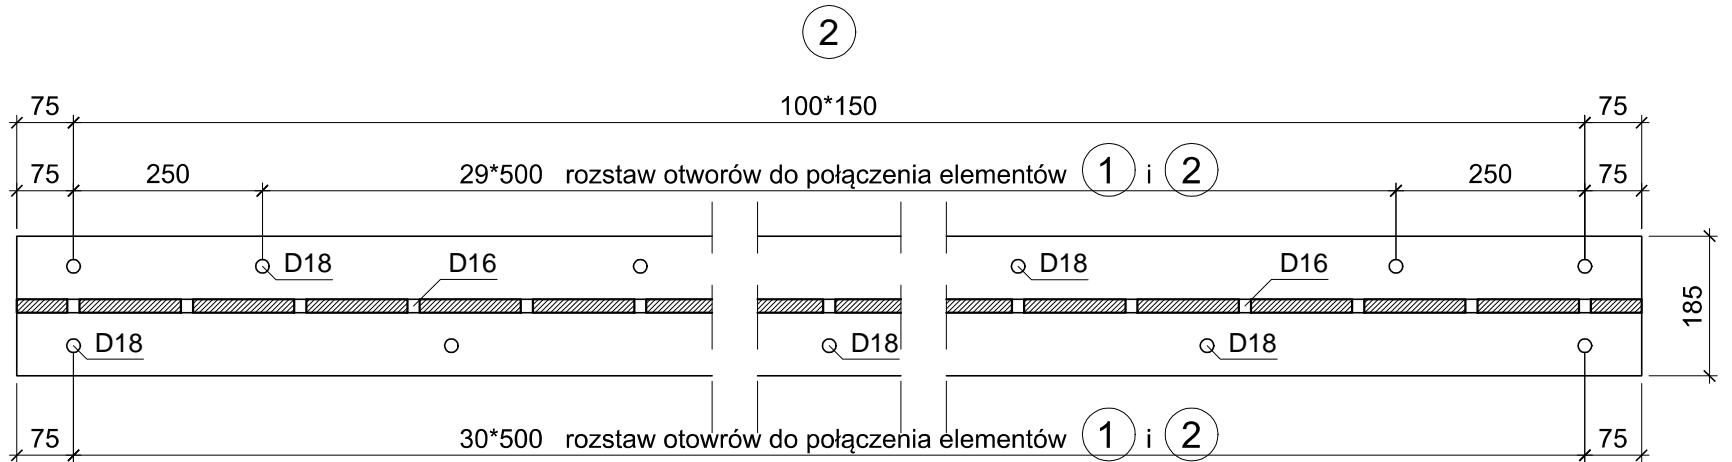 2
75 100*150 75
75 250 29*500 rozstaw otworów do połączenia elementów 1 i 2 250 75
D18 D16 D18 D16
185
D18 D18 D18
75 30*500 rozstaw otowrów do połączenia elementów 1 i 2 75